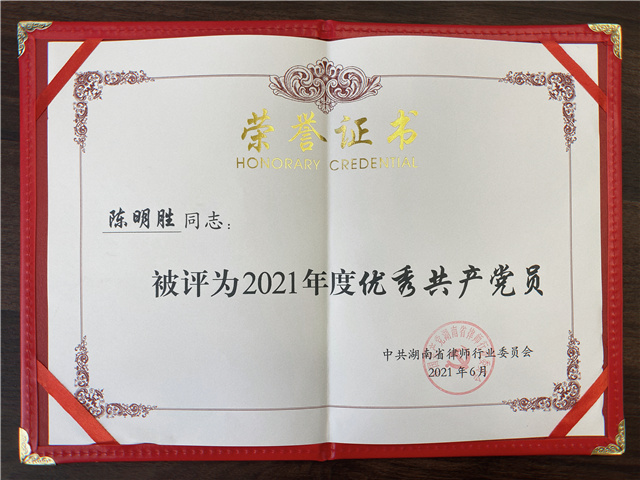 荣誉证书
HONORARY CREDENTIAL
陈明胜同志：
被评为2021年度优秀共产党员
中共湖南省律师行业委员会
2021年6月